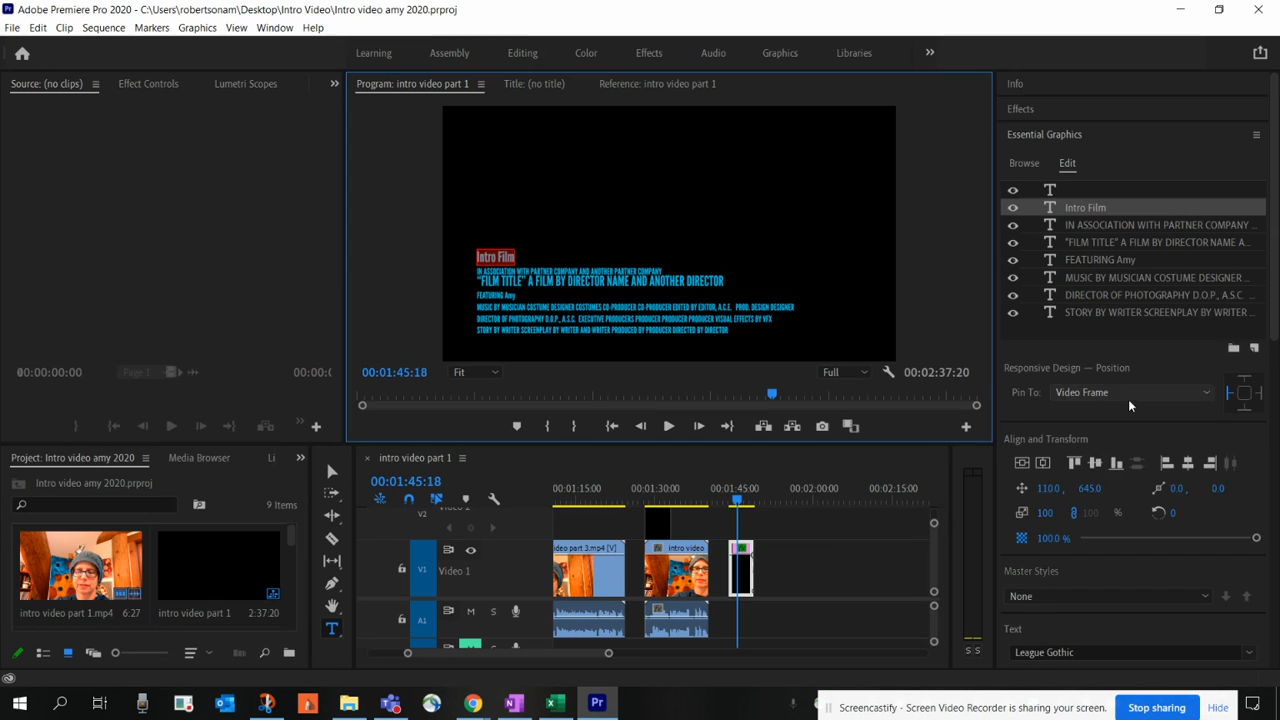 Adobe Premiere Pro 2020 - C:\Users\robertsonam\Desktop\Intro Video\Intro video amy 2020.prproj
File Edit Clip Sequence Markers Graphics View Window Help
Learning Assembly Editing Color Effects Audio Graphics Libraries
Source: (no clips) Effect Controls Lumetri Scopes
Program: intro video part 1 Title: (no title) Reference: intro video part 1
Info
Effects
Essential Graphics
Browse Edit
Intro Film
IN ASSOCIATION WITH PARTNER COMPANY ...
"FILM TITLE" A FILM BY DIRECTOR NAME A...
FEATURING Amy
MUSIC BY MUSICIAN COSTUME DESIGNER ...
DIRECTOR OF PHOTOGRAPHY D.O.P., A.S.C. ...
STORY BY WRITER SCREENPLAY BY WRITER ...
Intro Film
IN ASSOCIATION WITH PARTNER COMPANY AND ANOTHER PARTNER COMPANY
"FILM TITLE" A FILM BY DIRECTOR NAME AND ANOTHER DIRECTOR
FEATURING Amy
MUSIC BY MUSICIAN COSTUME DESIGNER COSTUMES CO-PRODUCER CO-PRODUCER EDITED BY EDITOR, A.C.E. PROD. DESIGN DESIGNER
DIRECTOR OF PHOTOGRAPHY D.O.P., A.S.C. EXECUTIVE PRODUCERS PRODUCER PRODUCER PRODUCER VISUAL EFFECTS BY VFX
STORY BY WRITER SCREENPLAY BY WRITER AND WRITER PRODUCED BY PRODUCER DIRECTED BY DIRECTOR
00:00:00:00 Page 1 00:00:(
00:01:45:18 Fit Full 00:02:37:20
Responsive Design — Position
Pin To: Video Frame
Align and Transform
110.0 , 645.0 0.0 , 0.0
100 100 % 0
100.0 %
Master Styles
None
Text
League Gothic
Project: Intro video amy 2020 Media Browser Li
Intro video amy 2020.prproj
9 Items
intro video part 1.mp4 6:27 intro video part 1 2:37:20
intro video part 1
00:01:45:18
00:01:15:00 00:01:30:00 00:01:45:00 00:02:00:00 00:02:15:00
V2 Video 2
V1 Video 1
A1 M S
M S
deo part 3.mp4 [V] intro video
S S
Screencastify - Screen Video Recorder is sharing your screen. Stop sharing Hide